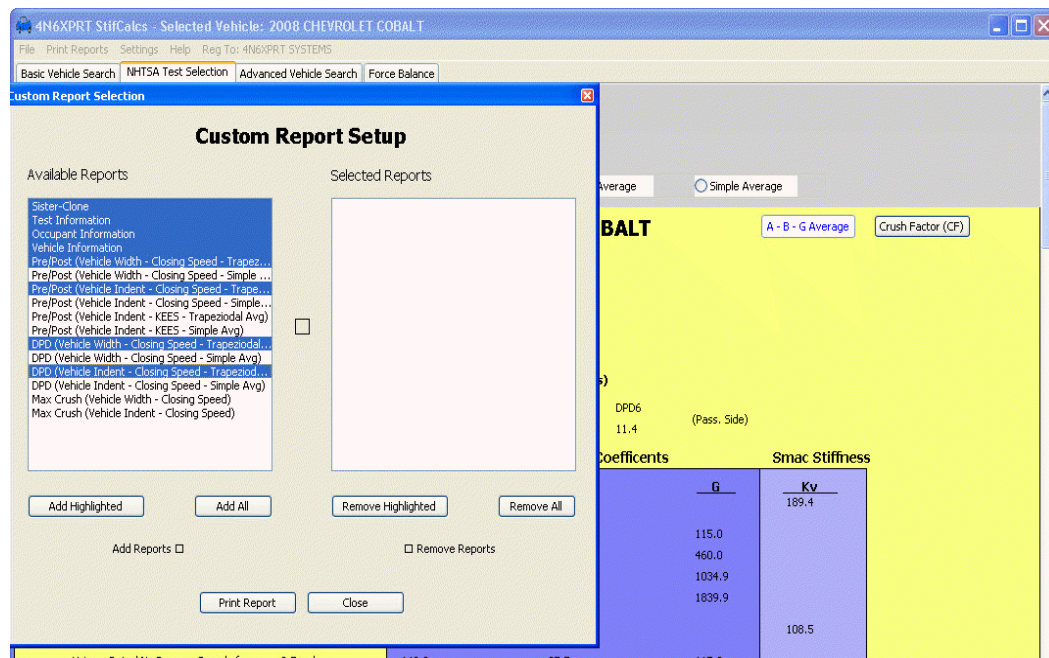 4N6XPRT StifCalcs - Selected Vehicle: 2008 CHEVROLET COBALT
File Print Reports Settings Help Reg To: 4N6XPRT SYSTEMS
Basic Vehicle Search NHTSA Test Selection Advanced Vehicle Search Force Balance
Custom Report Selection
Custom Report Setup
Available Reports
Selected Reports
Sister-Clone
Test Information
Occupant Information
Vehicle Information
Pre/Post (Vehicle Width - Closing Speed - Trapez...
Pre/Post (Vehicle Width - Closing Speed - Simple ...
Pre/Post (Vehicle Indent - Closing Speed - Trape...
Pre/Post (Vehicle Indent - Closing Speed - Simple...
Pre/Post (Vehicle Indent - KEES - Trapeziodal Avg)
Pre/Post (Vehicle Indent - KEES - Simple Avg)
DPD (Vehicle Width - Closing Speed - Trapeziodal...
DPD (Vehicle Width - Closing Speed - Simple Avg)
DPD (Vehicle Indent - Closing Speed - Trapeziod...
DPD (Vehicle Indent - Closing Speed - Simple Avg)
Max Crush (Vehicle Width - Closing Speed)
Max Crush (Vehicle Indent - Closing Speed)
Add Highlighted
Add All
Remove Highlighted
Remove All
Add Reports
Remove Reports
Print Report
Close
Average
Simple Average
BALT
A - B - G Average
Crush Factor (CF)
s)
DPD6
(Pass. Side)
11.4
Coefficents
Smac Stiffness
G
Kv
189.4
115.0
460.0
1034.9
1839.9
108.5